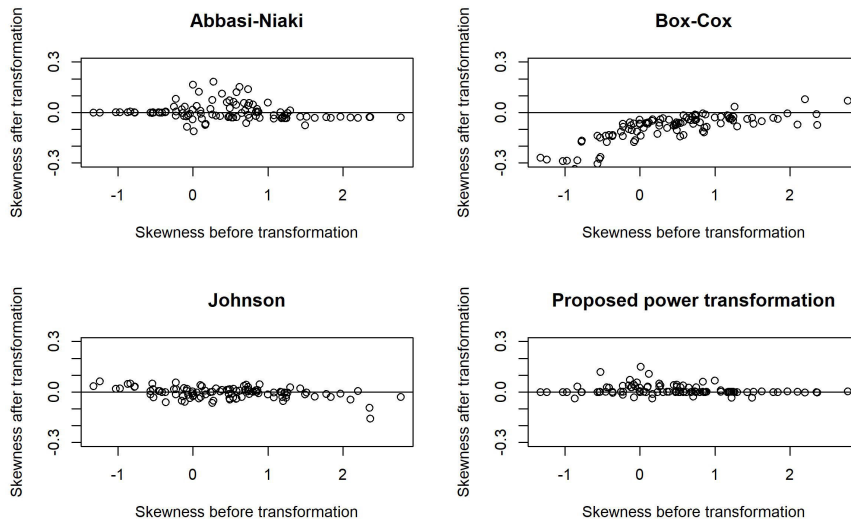 Abbasi-Niaki
Skewness after transformation
0.3
0.0
-0.3
-1 0 1 2
Skewness before transformation
Box-Cox
Skewness after transformation
0.3
0.0
-0.3
-1 0 1 2
Skewness before transformation
Johnson
Skewness after transformation
0.3
0.0
-0.3
-1 0 1 2
Skewness before transformation
Proposed power transformation
Skewness after transformation
0.3
0.0
-0.3
-1 0 1 2
Skewness before transformation